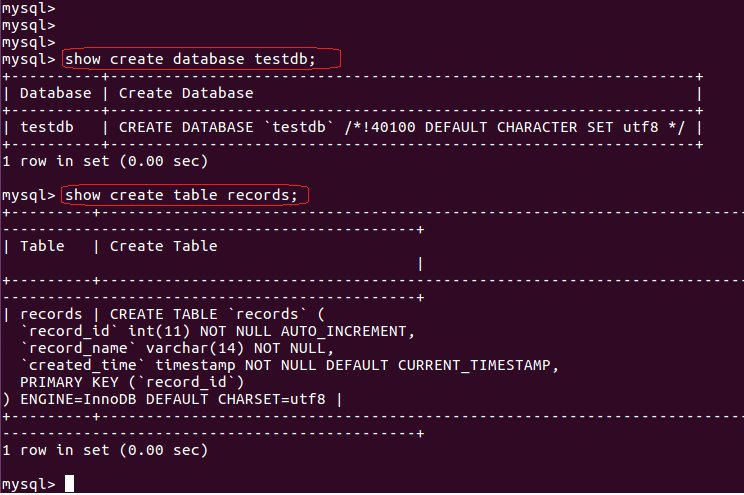 mysql>
mysql>
mysql>
mysql> show create database testdb;
+----------+-----------------------------------------------------------------+
| Database | Create Database                                                 |
+----------+-----------------------------------------------------------------+
| testdb   | CREATE DATABASE `testdb` /*!40100 DEFAULT CHARACTER SET utf8 */ |
+----------+-----------------------------------------------------------------+
1 row in set (0.00 sec)
mysql> show create table records;
+---------+------------------------------------------------------------------------
----------------------------------------------+
| Table   | Create Table
|
+---------+------------------------------------------------------------------------
----------------------------------------------+
| records | CREATE TABLE `records` (
  `record_id` int(11) NOT NULL AUTO_INCREMENT,
  `record_name` varchar(14) NOT NULL,
  `created_time` timestamp NOT NULL DEFAULT CURRENT_TIMESTAMP,
  PRIMARY KEY (`record_id`)
) ENGINE=InnoDB DEFAULT CHARSET=utf8 |
+---------+------------------------------------------------------------------------
----------------------------------------------+
1 row in set (0.00 sec)
mysql>